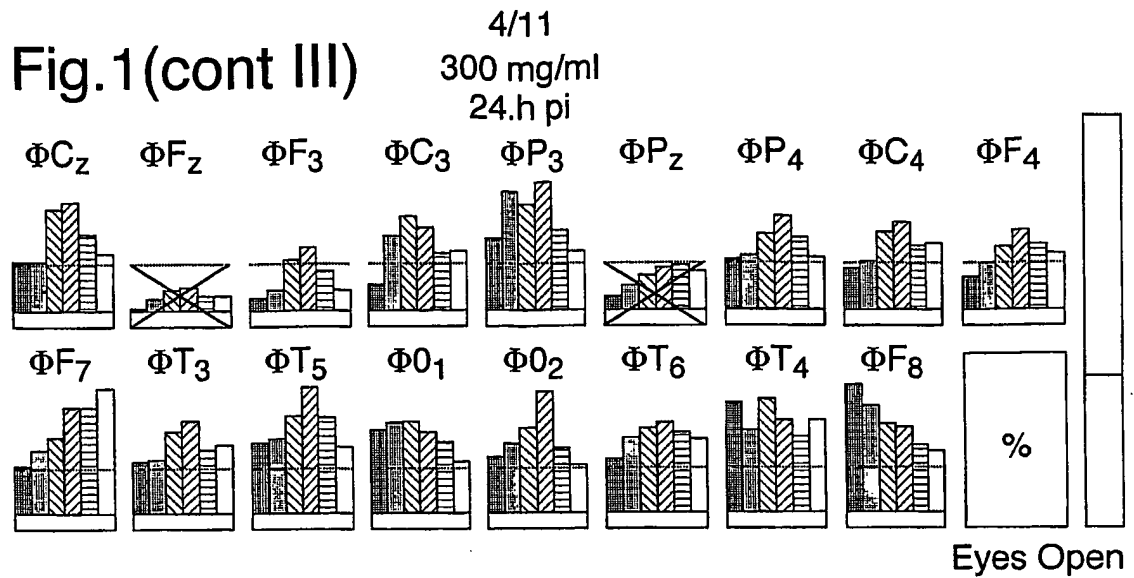 Fig.1(cont III)
4/11
300 mg/ml
24.h pi
ΦCz ΦFz ΦF3 ΦC3 ΦP3 ΦPz ΦP4 ΦC4 ΦF4
ΦF7 ΦT3 ΦT5 Φ01 Φ02 ΦT6 ΦT4 ΦF8
%
Eyes Open